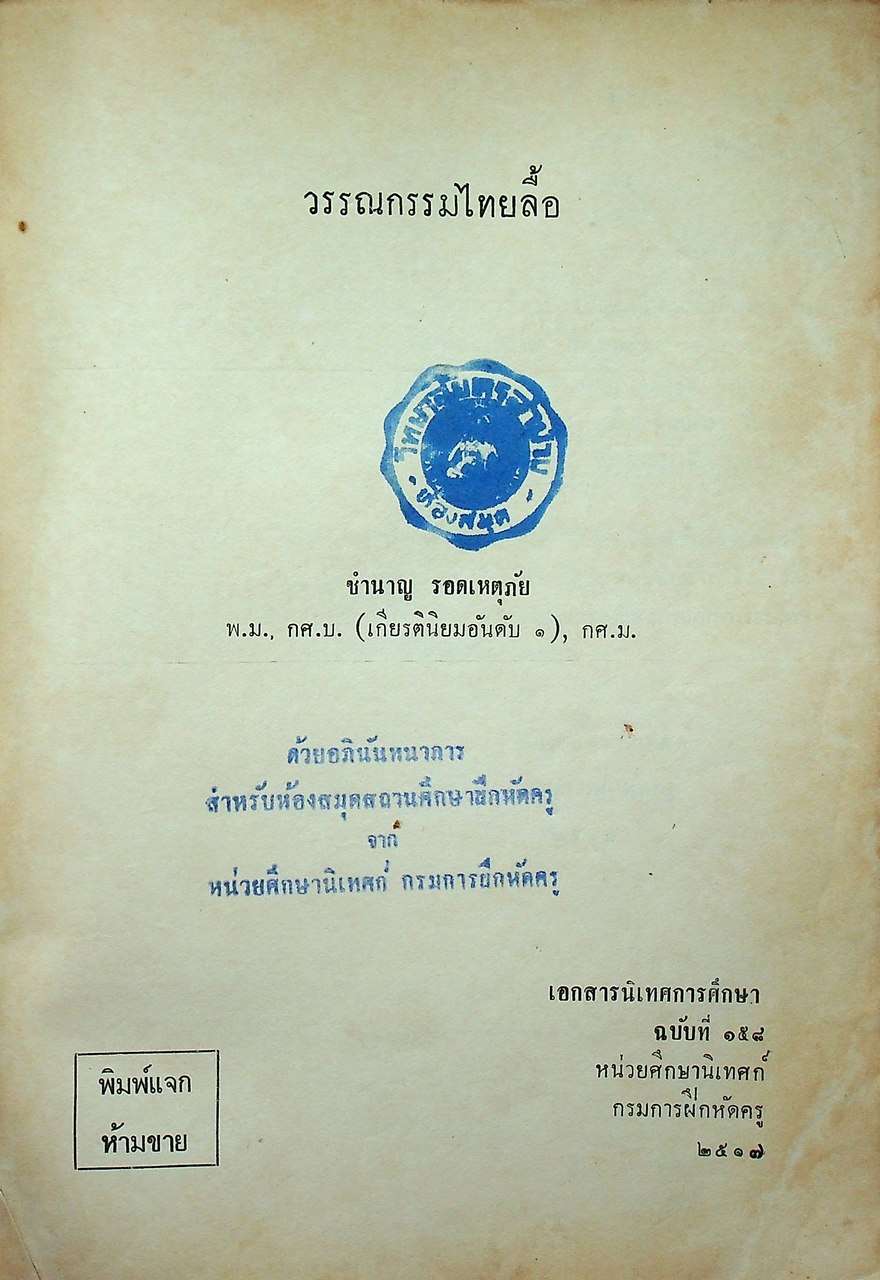 วรรณกรรมไทยลื้อ
ห้องสมุด
ชำนาญ รอดเหตุภัย
พ.ม., กศ.บ. (เกียรตินิยมอันดับ ๑), กศ.ม.
ด้วยอภินันทนาการ
สำหรับห้องสมุดสถานศึกษาฝึกหัดครู
จาก
หน่วยศึกษานิเทศก์ กรมการฝึกหัดครู
เอกสารนิเทศการศึกษา
ฉบับที่ ๑๕๘
หน่วยศึกษานิเทศก์
กรมการฝึกหัดครู
๒๕๑๗
พิมพ์แจก
ห้ามขาย